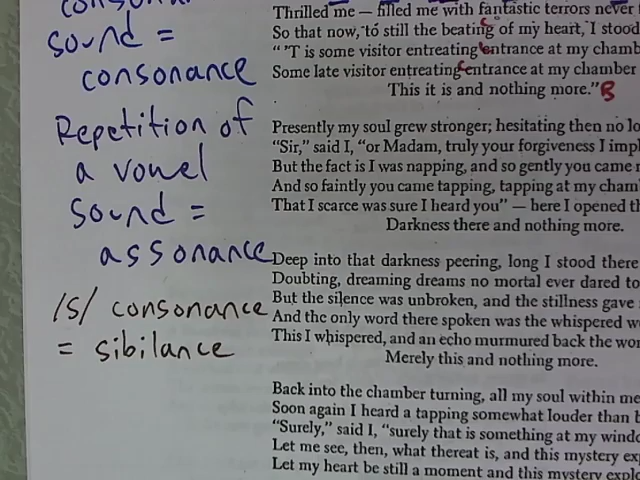 consona
sound =
consonance
Repetition of
a vowel
sound =
assonance
/s/ consonance
= sibilance
Thrilled me — filled me with fantastic terrors never
So that now, to still the beating of my heart, I stood
“ ’T is some visitor entreating entrance at my chamb
Some late visitor entreating entrance at my chamber
This it is and nothing more.” B
Presently my soul grew stronger; hesitating then no lo
“Sir,” said I, “or Madam, truly your forgiveness I impl
But the fact is I was napping, and so gently you came
And so faintly you came tapping, tapping at my cham
That I scarce was sure I heard you” — here I opened th
Darkness there and nothing more.
Deep into that darkness peering, long I stood there
Doubting, dreaming dreams no mortal ever dared to
But the silence was unbroken, and the stillness gave
And the only word there spoken was the whispered w
This I whispered, and an echo murmured back the wor
Merely this and nothing more.
Back into the chamber turning, all my soul within me
Soon again I heard a tapping somewhat louder than b
“Surely,” said I, “surely that is something at my windo
Let me see, then, what thereat is, and this mystery exp
Let my heart be still a moment and this mystery explo